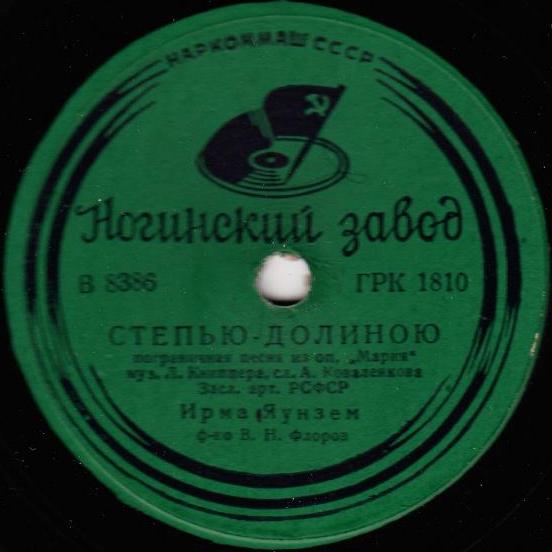 НАРКОММАШ СССР
Ногинский завод
В 8386 ГРК 1810
СТЕПЬЮ-ДОЛИНОЮ
пограничная песня из оп. „Мария“
муз. Л. Книппера, сл. А. Коваленкова
Засл. арт. РСФСР
Ирма Яунзем
ф-но В. Н. Флоров